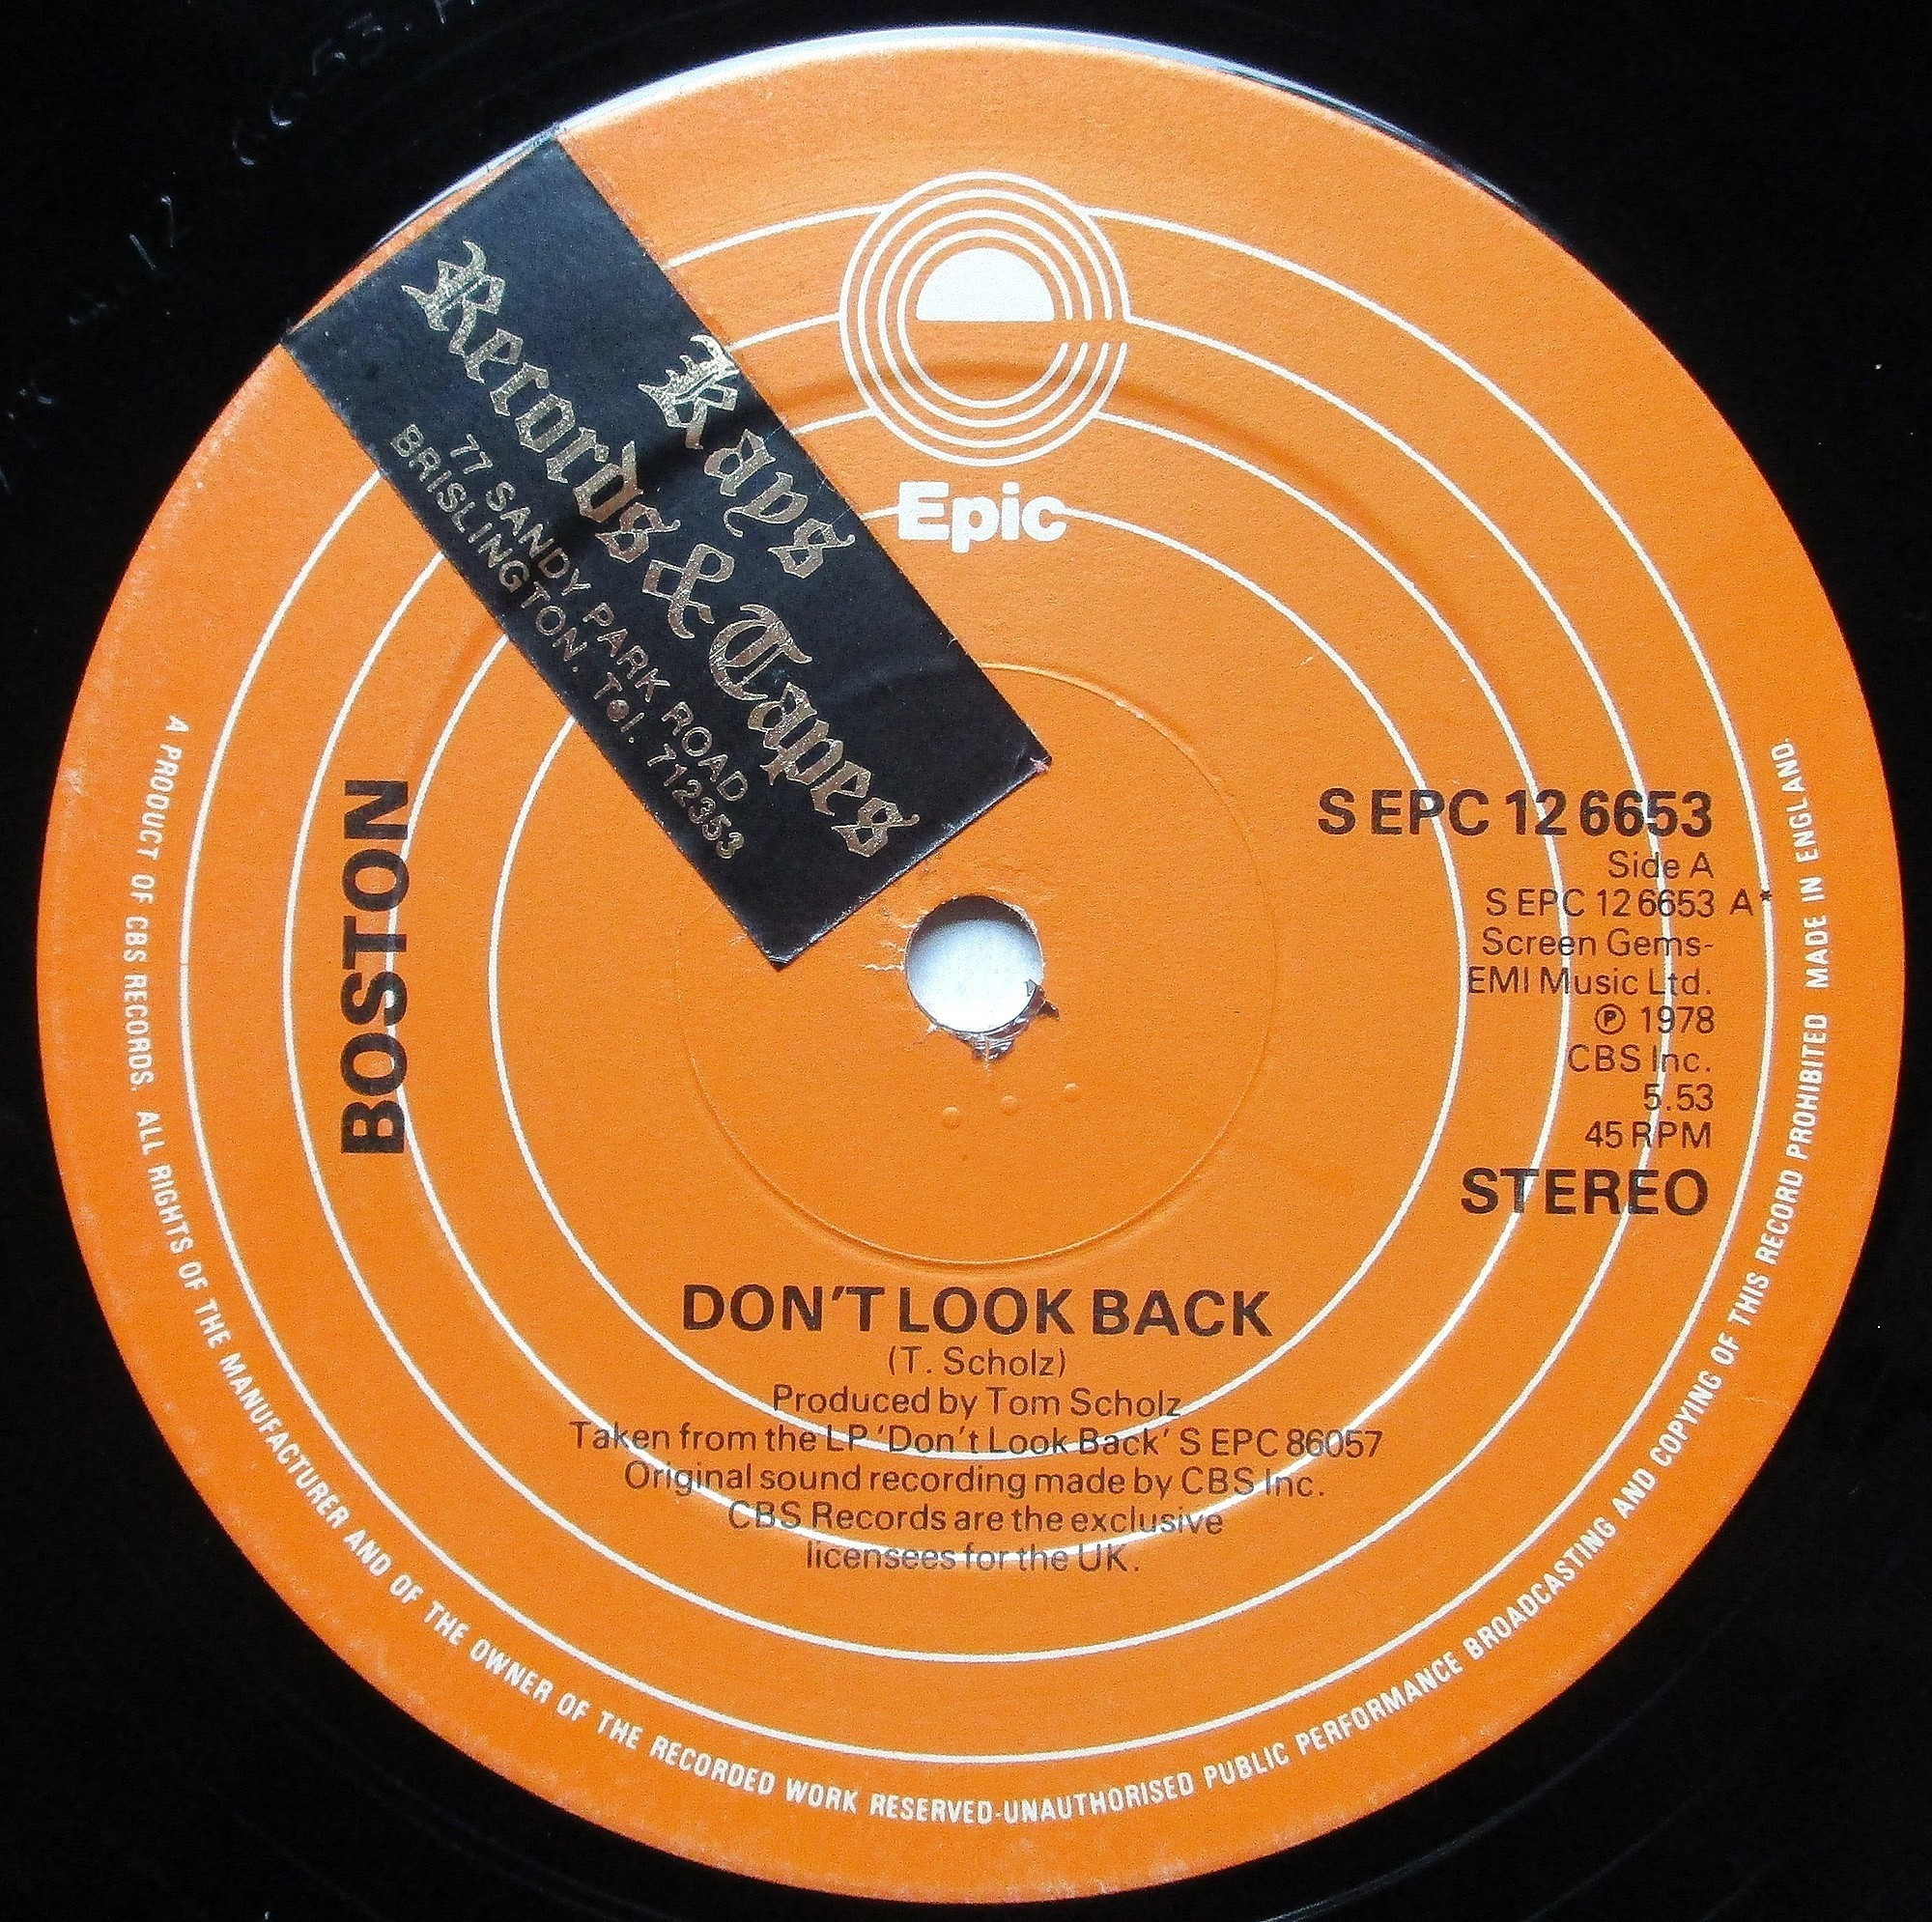 Kays
Records & Tapes
77 SANDY PARK ROAD
BRISLINGTON. Tel. 712353
Epic
BOSTON
S EPC 12 6653
Side A
S EPC 12 6653 A*
Screen Gems-
EMI Music Ltd.
℗ 1978
CBS Inc.
5.53
45 RPM
STEREO
DON'T LOOK BACK
(T. Scholz)
Produced by Tom Scholz
Taken from the LP 'Don't Look Back' S EPC 86057
Original sound recording made by CBS Inc.
CBS Records are the exclusive
licensees for the UK.
A PRODUCT OF CBS RECORDS. ALL RIGHTS OF THE MANUFACTURER AND OF THE OWNER OF THE RECORDED WORK RESERVED-UNAUTHORISED PUBLIC PERFORMANCE BROADCASTING AND COPYING OF THIS RECORD PROHIBITED MADE IN ENGLAND.